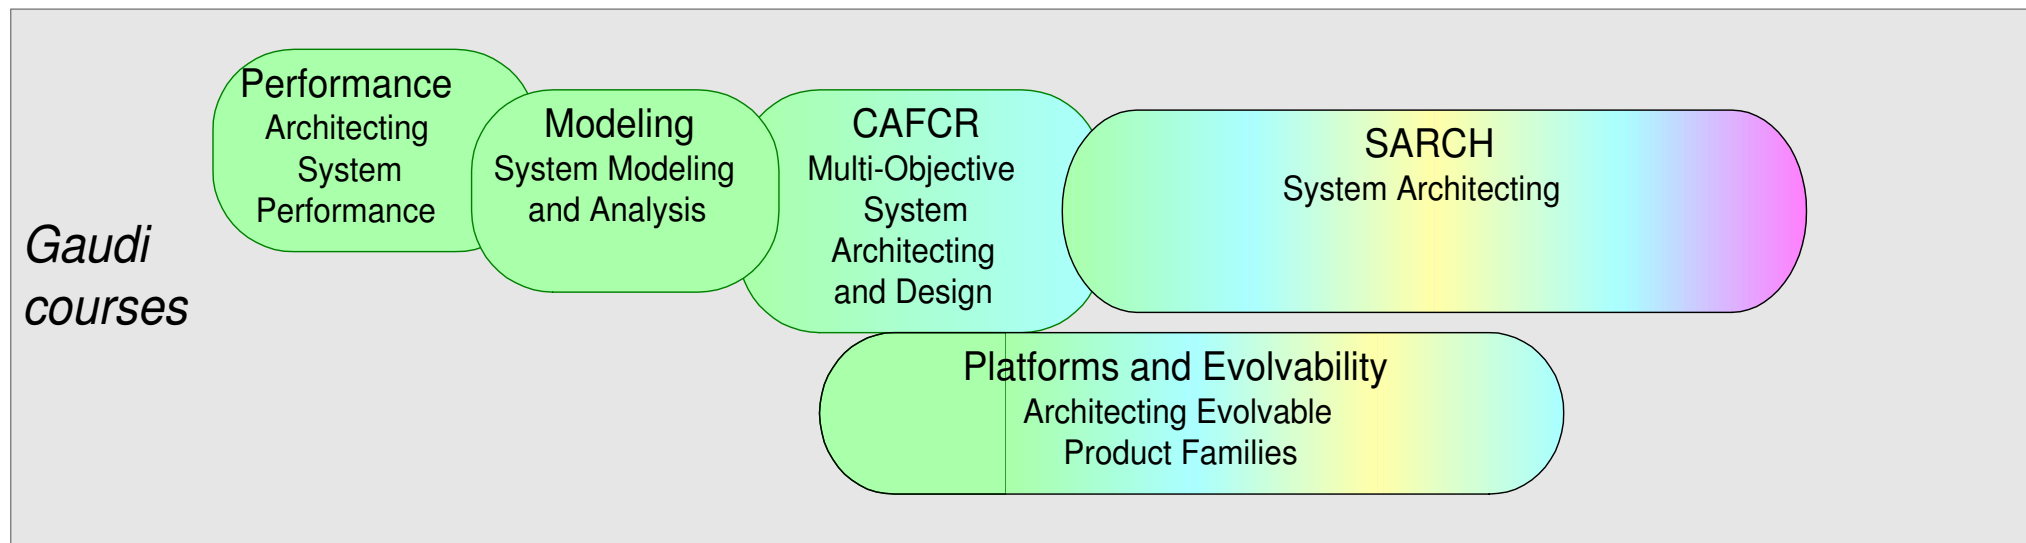 Gaudi
courses
Performance
Architecting
System
Performance
Modeling
System Modeling
and Analysis
CAFCR
Multi-Objective
System
Architecting
and Design
SARCH
System Architecting
Platforms and Evolvability
Architecting Evolvable
Product Families